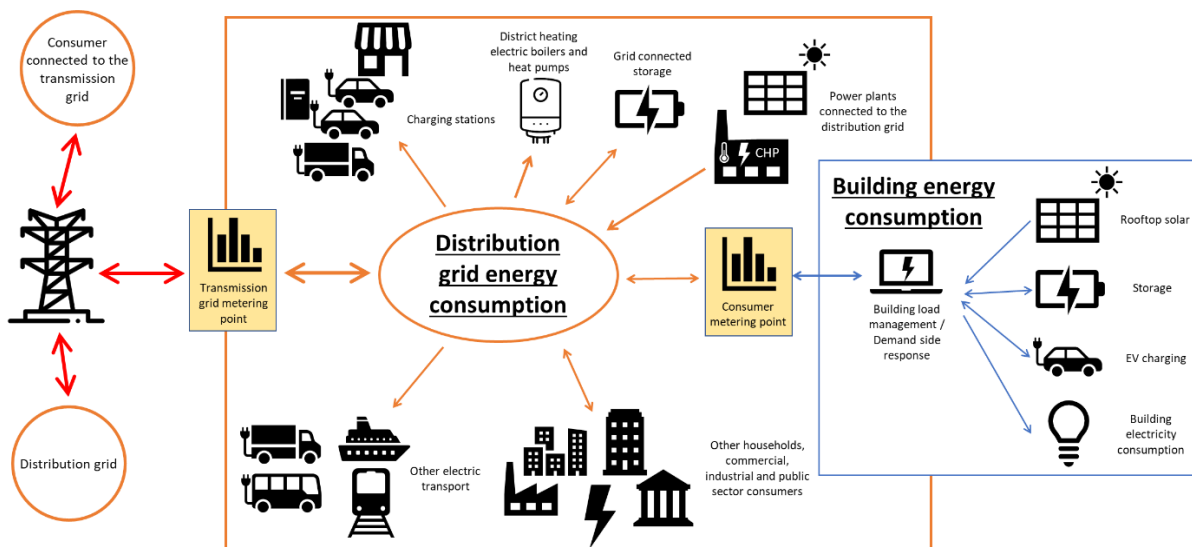 Consumer
connected to the
transmission
grid
Distribution grid
Transmission
grid metering
point
Charging stations
District heating
electric boilers and
heat pumps
Grid connected
storage
Power plants
connected to the
distribution grid
CHP
Distribution
grid energy
consumption
Other electric
transport
Other households,
commercial,
industrial and public
sector consumers
Consumer
metering point
Building energy
consumption
Building load
management /
Demand side
response
Rooftop solar
Storage
EV charging
Building
electricity
consumption